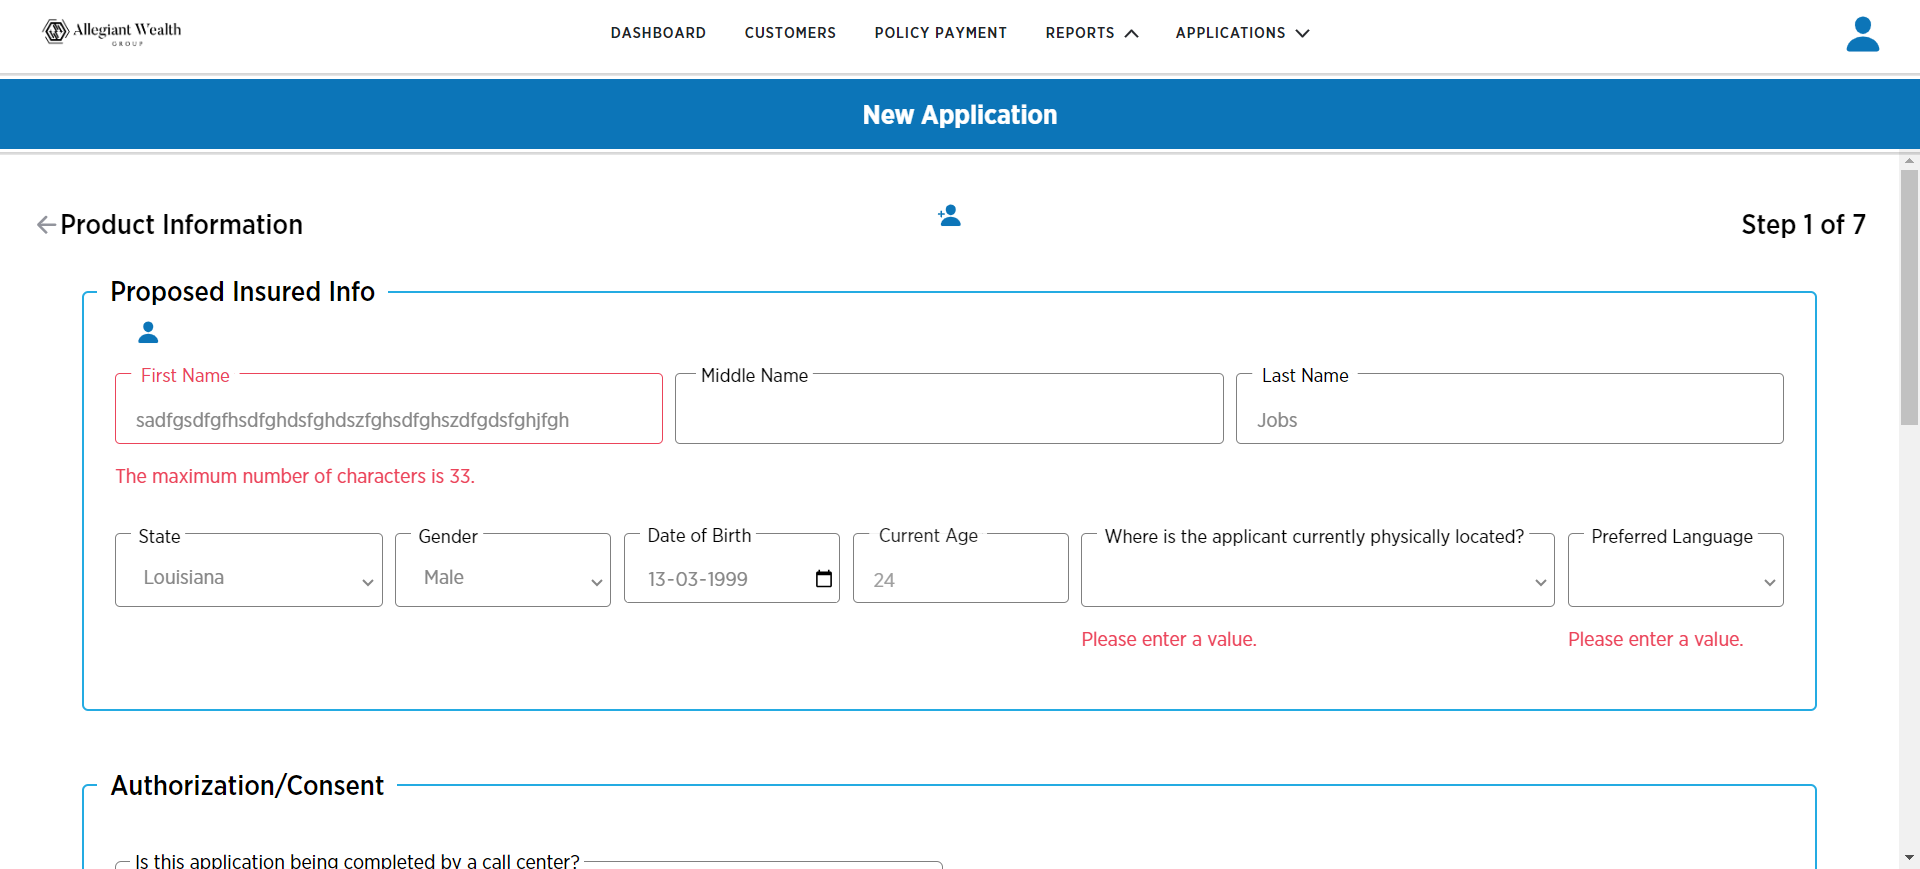 Allegiant Wealth
GROUP
DASHBOARD
CUSTOMERS
POLICY PAYMENT
REPORTS
APPLICATIONS
New Application
Product Information
Step 1 of 7
Proposed Insured Info
First Name
Middle Name
Last Name
sadfgsdfgfhsdfghdsfghdszfghsdfghszdfgdsfghjfgh
Jobs
The maximum number of characters is 33.
State
Gender
Date of Birth
Current Age
Where is the applicant currently physically located?
Preferred Language
Louisiana
Male
13-03-1999
24
Please enter a value.
Please enter a value.
Authorization/Consent
Is this application being completed by a call center?